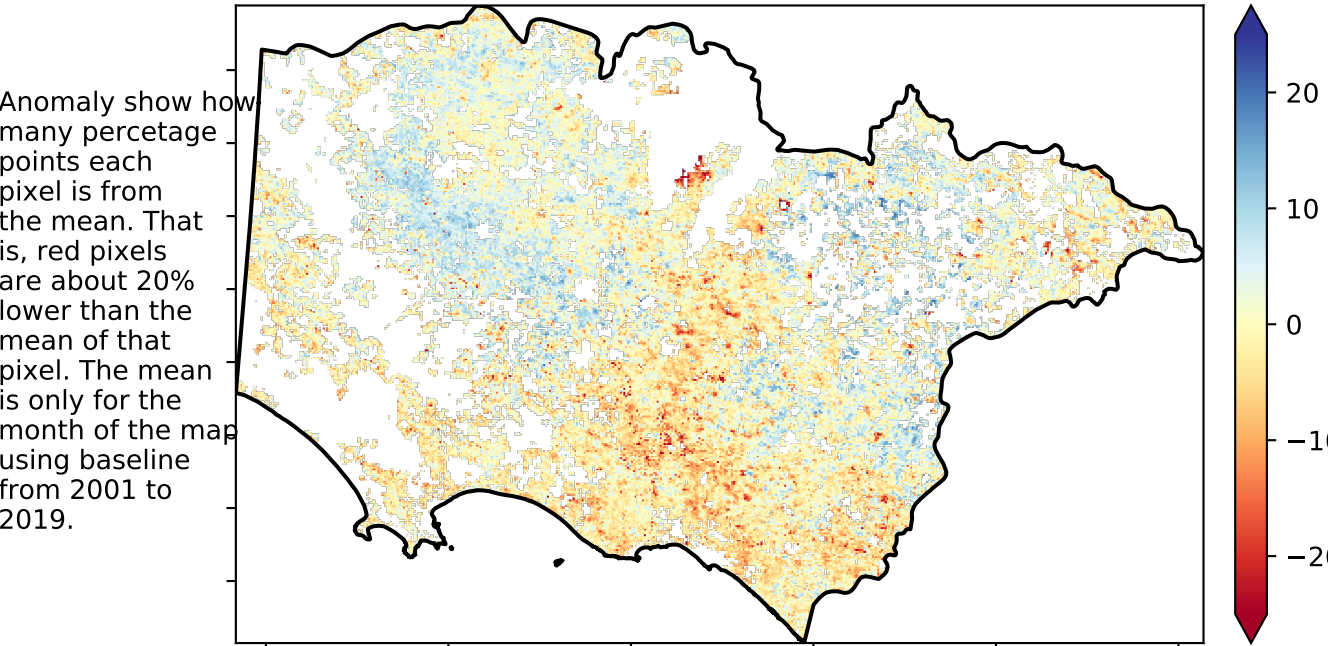 Anomaly show how
many percetage
points each
pixel is from
the mean. That
is, red pixels
are about 20%
lower than the
mean of that
pixel. The mean
is only for the
month of the map
using baseline
from 2001 to
2019.
20
10
0
−10
−20